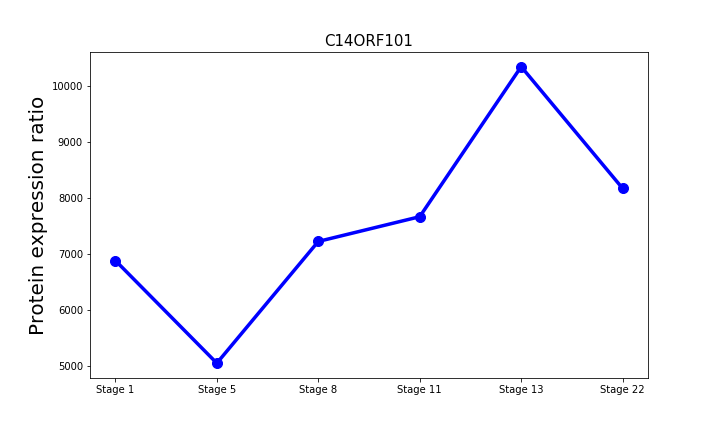 C14ORF101
Protein expression ratio
10000
9000
8000
7000
6000
5000
Stage 1 Stage 5 Stage 8 Stage 11 Stage 13 Stage 22